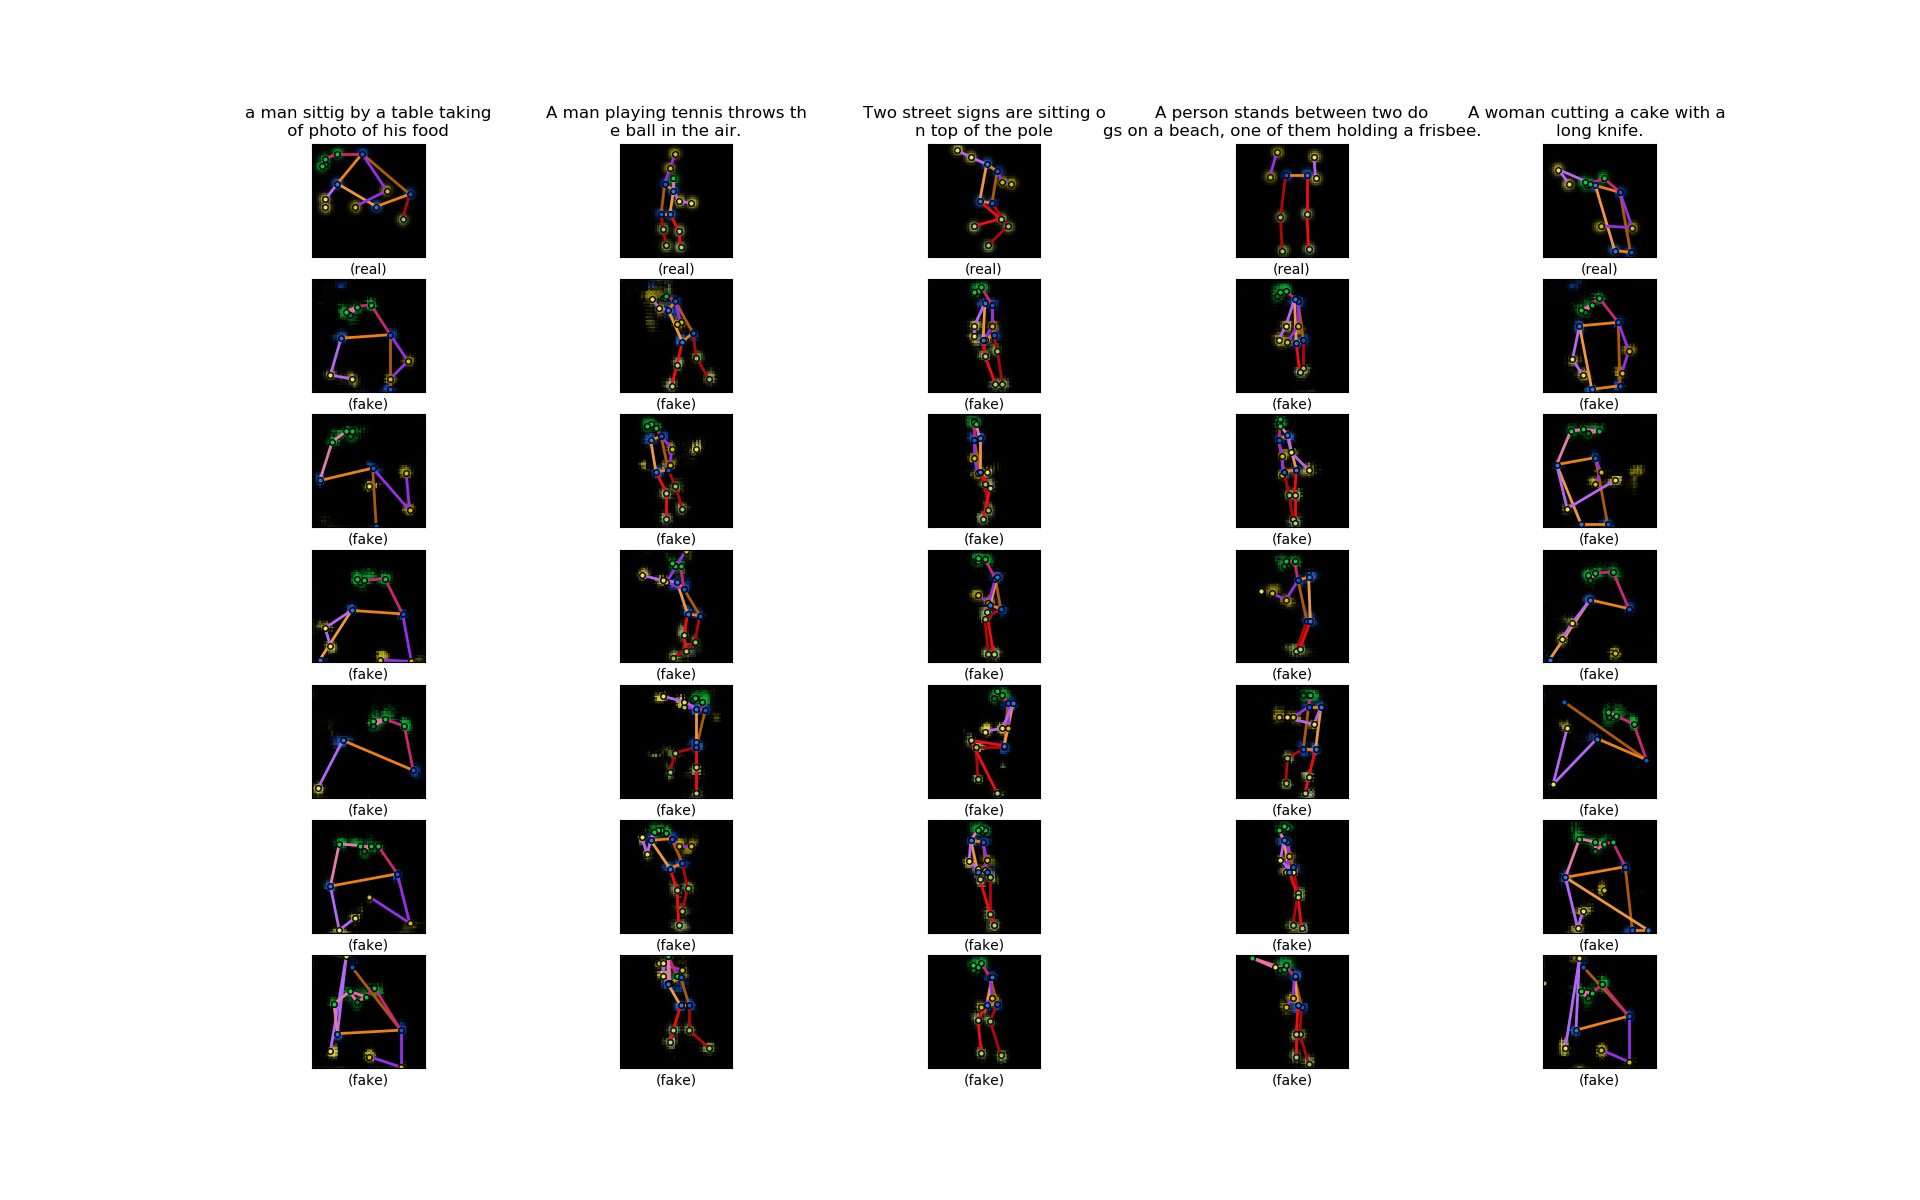 a man sittig by a table taking
of photo of his food
A man playing tennis throws th
e ball in the air.
Two street signs are sitting o
n top of the pole
A person stands between two do
gs on a beach, one of them holding a frisbee.
A woman cutting a cake with a
long knife.
(real) (real) (real) (real) (real)
(fake) (fake) (fake) (fake) (fake)
(fake) (fake) (fake) (fake) (fake)
(fake) (fake) (fake) (fake) (fake)
(fake) (fake) (fake) (fake) (fake)
(fake) (fake) (fake) (fake) (fake)
(fake) (fake) (fake) (fake) (fake)